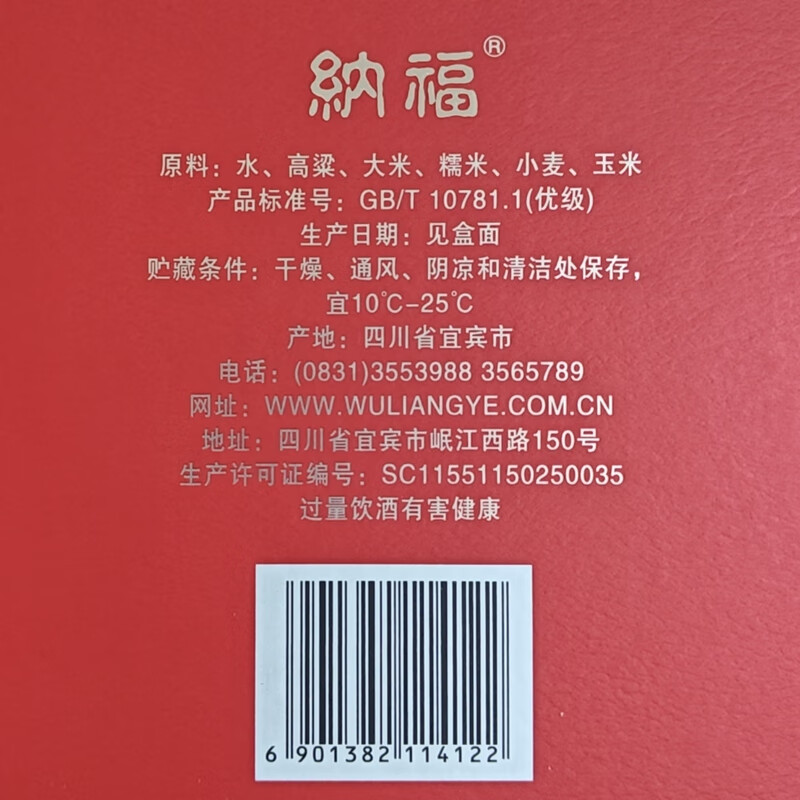 納福®
原料：水、高粱、大米、糯米、小麦、玉米
产品标准号：GB/T 10781.1(优级)
生产日期：见盒面
贮藏条件：干燥、通风、阴凉和清洁处保存，
宜10℃-25℃
产地：四川省宜宾市
电话：(0831)3553988 3565789
网址：WWW.WULIANGYE.COM.CN
地址：四川省宜宾市岷江西路150号
生产许可证编号：SC11551150250035
过量饮酒有害健康
6 901382 114122